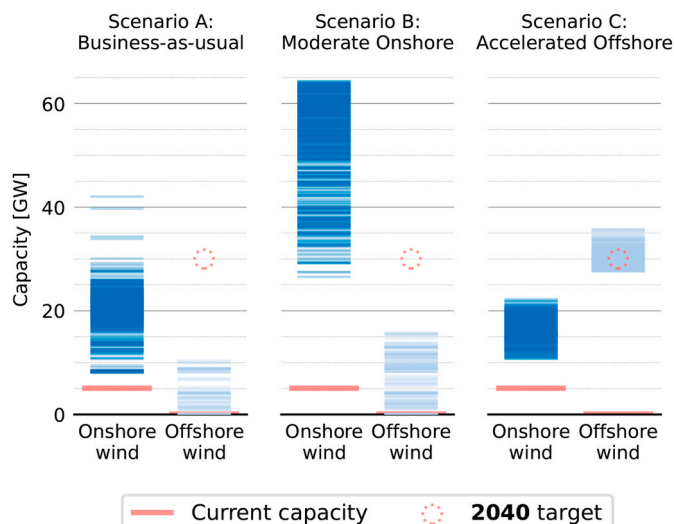 Scenario A:
Business-as-usual
Scenario B:
Moderate Onshore
Scenario C:
Accelerated Offshore
Capacity [GW]
60
40
20
0
Onshore
wind
Offshore
wind
Onshore
wind
Offshore
wind
Onshore
wind
Offshore
wind
Current capacity
2040 target